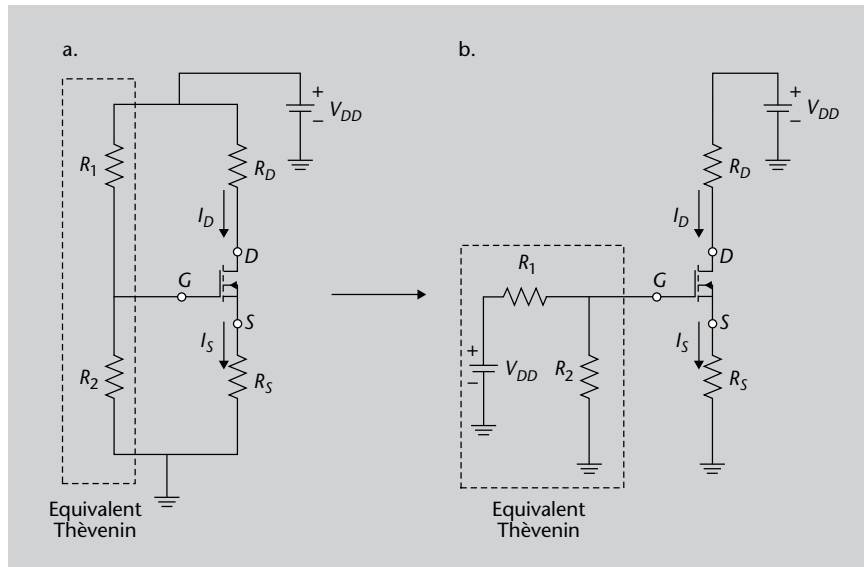 a.
+
V_DD
−
R_1
R_D
I_D
D
G
S
I_S
R_2
R_S
Equivalent
Thèvenin
b.
+
V_DD
−
R_D
I_D
D
R_1
G
S
I_S
+
V_DD
−
R_2
R_S
Equivalent
Thèvenin